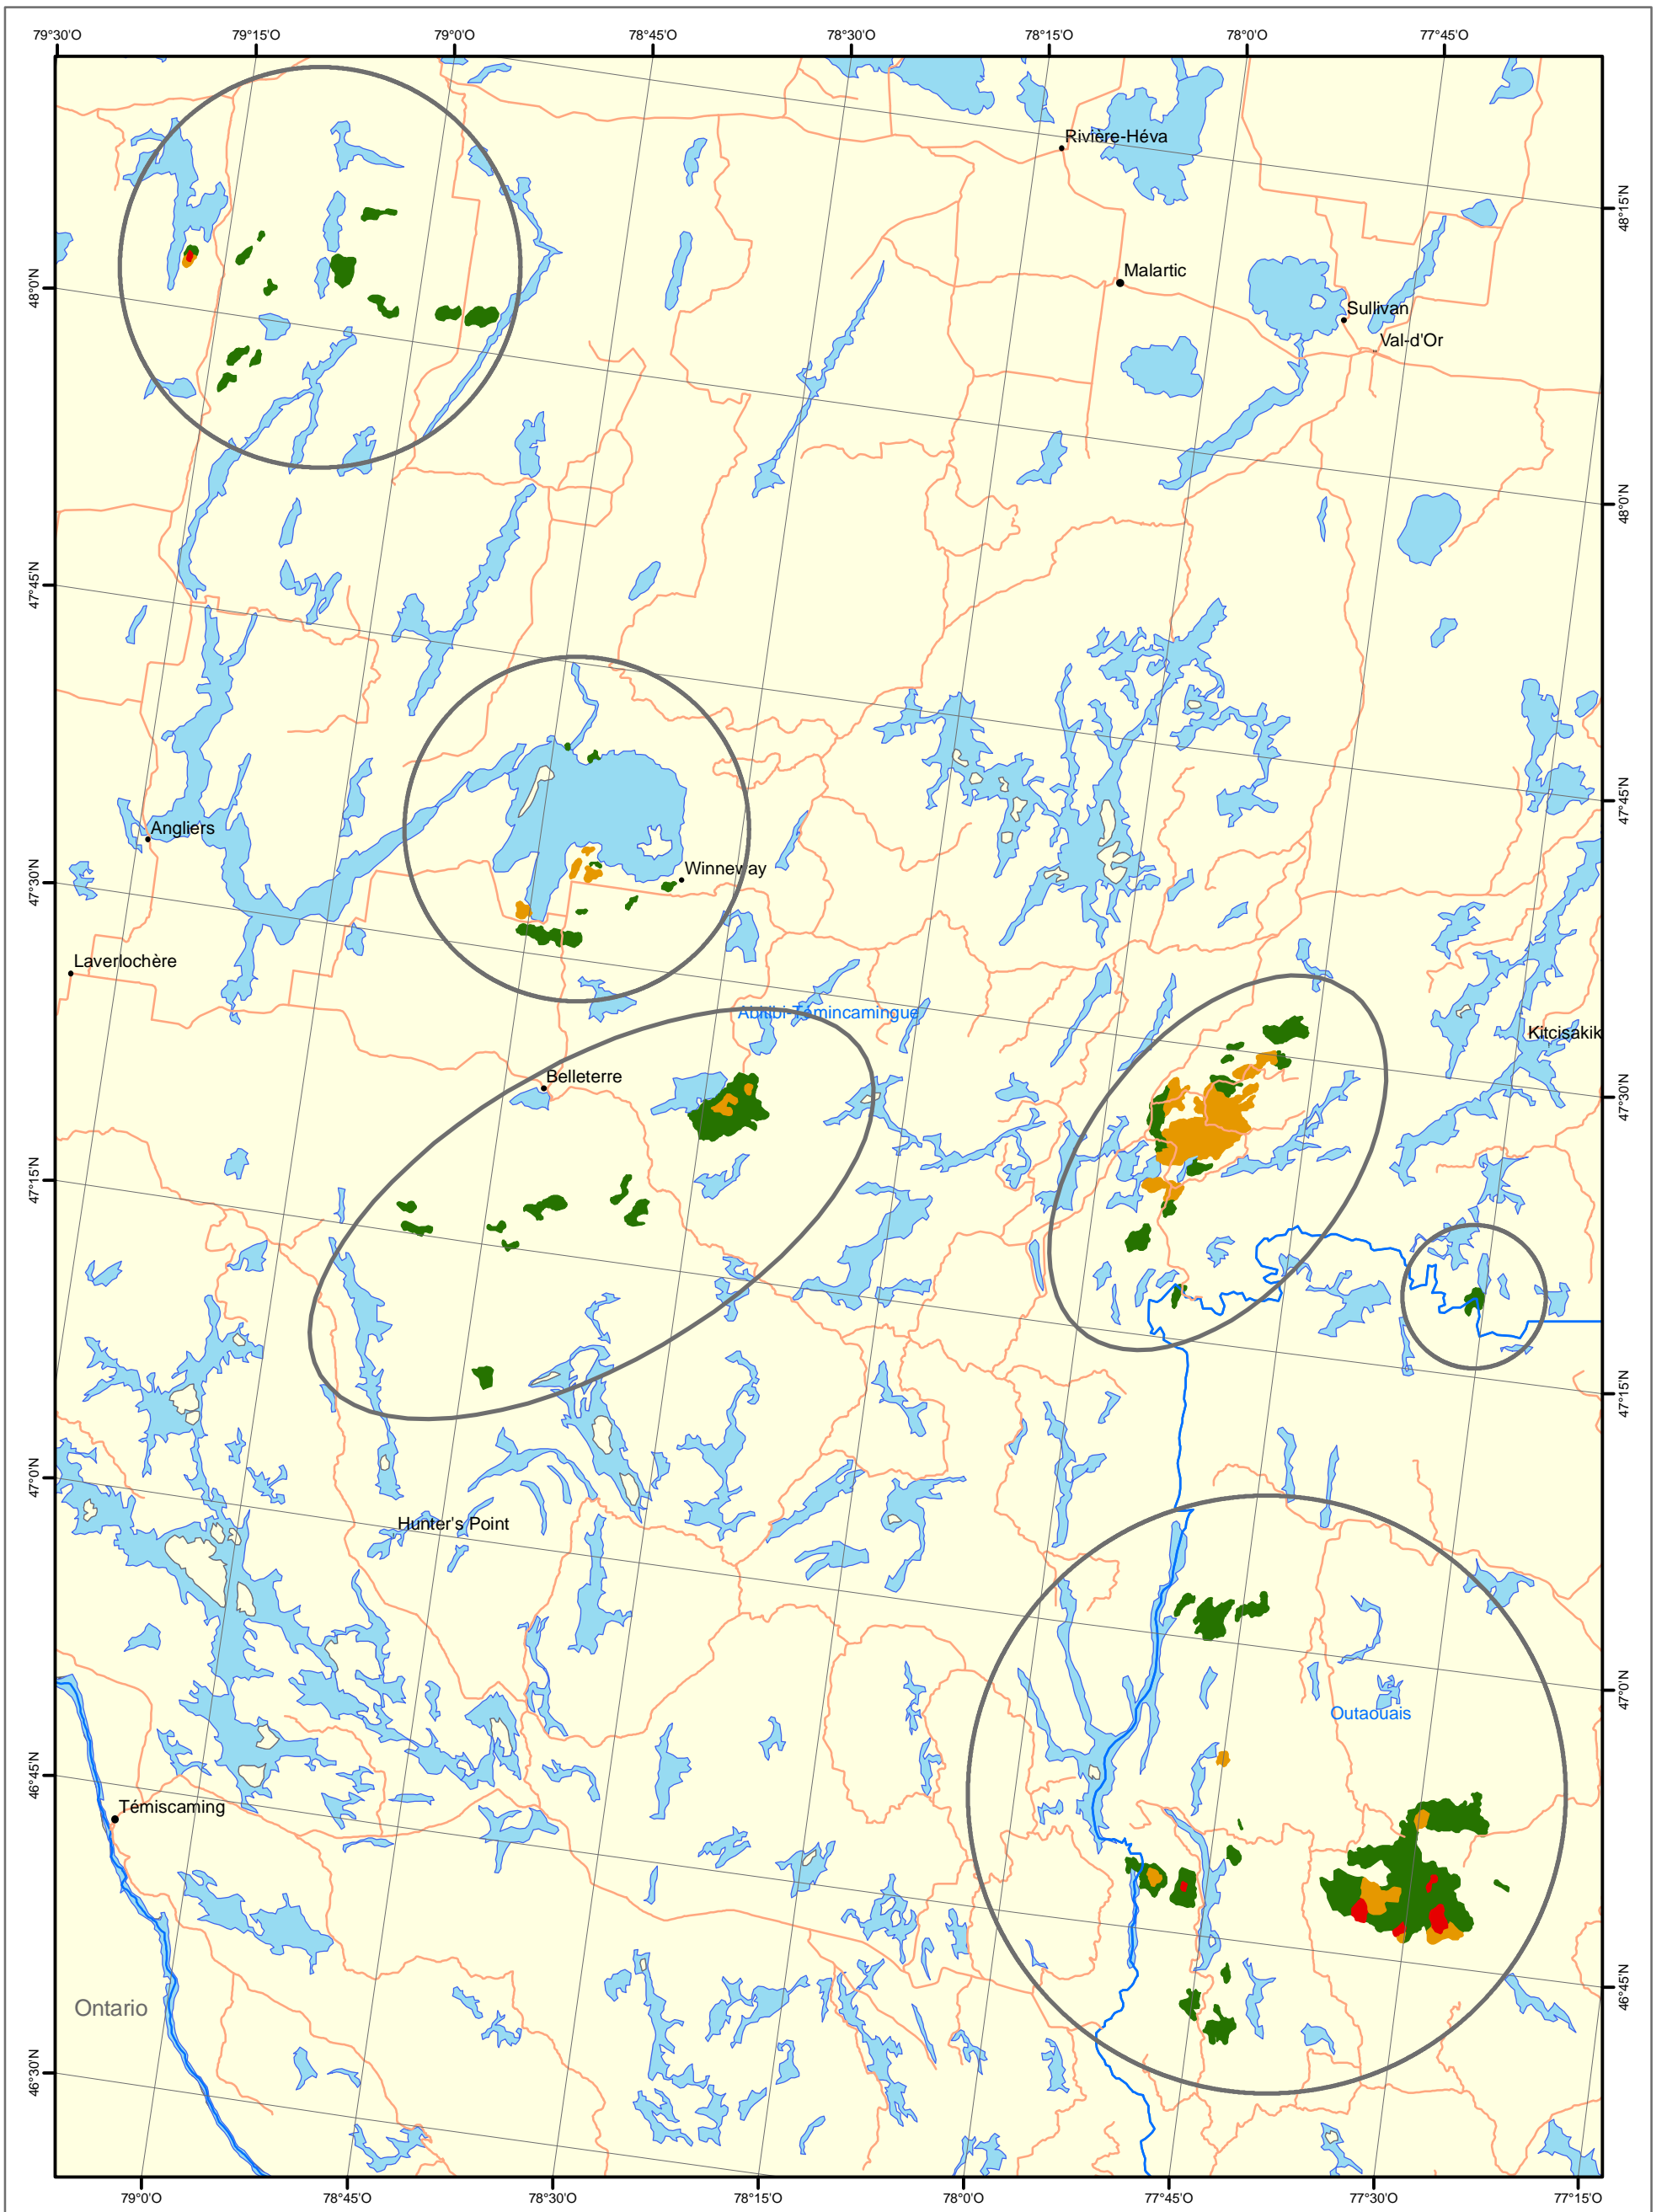 79°30'O
79°15'O
79°0'O
78°45'O
78°30'O
78°15'O
78°0'O
77°45'O
Rivière-Héva
48°15'N
Malartic
48°0'N
Sullivan
Val-d'Or
48°0'N
47°45'N
47°45'N
Angliers
Winneway
47°30'N
Laverlochère
Abitibi-Témincamingue
Kitcisakik
Belleterre
47°30'N
47°15'N
47°15'N
47°0'N
Hunter's Point
47°0'N
Outaouais
46°45'N
Témiscaming
46°45'N
Ontario
46°30'N
79°0'O
78°45'O
78°30'O
78°15'O
78°0'O
77°45'O
77°30'O
77°15'O